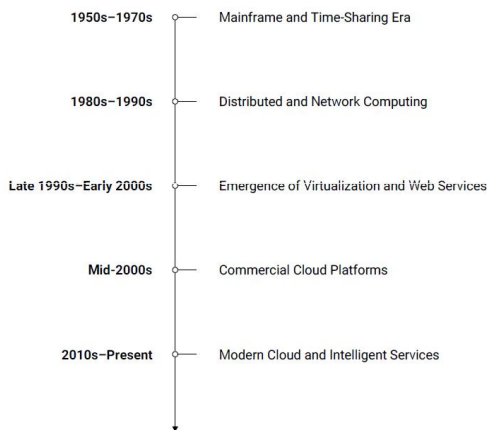 1950s–1970s Mainframe and Time-Sharing Era
1980s–1990s Distributed and Network Computing
Late 1990s–Early 2000s Emergence of Virtualization and Web Services
Mid-2000s Commercial Cloud Platforms
2010s–Present Modern Cloud and Intelligent Services